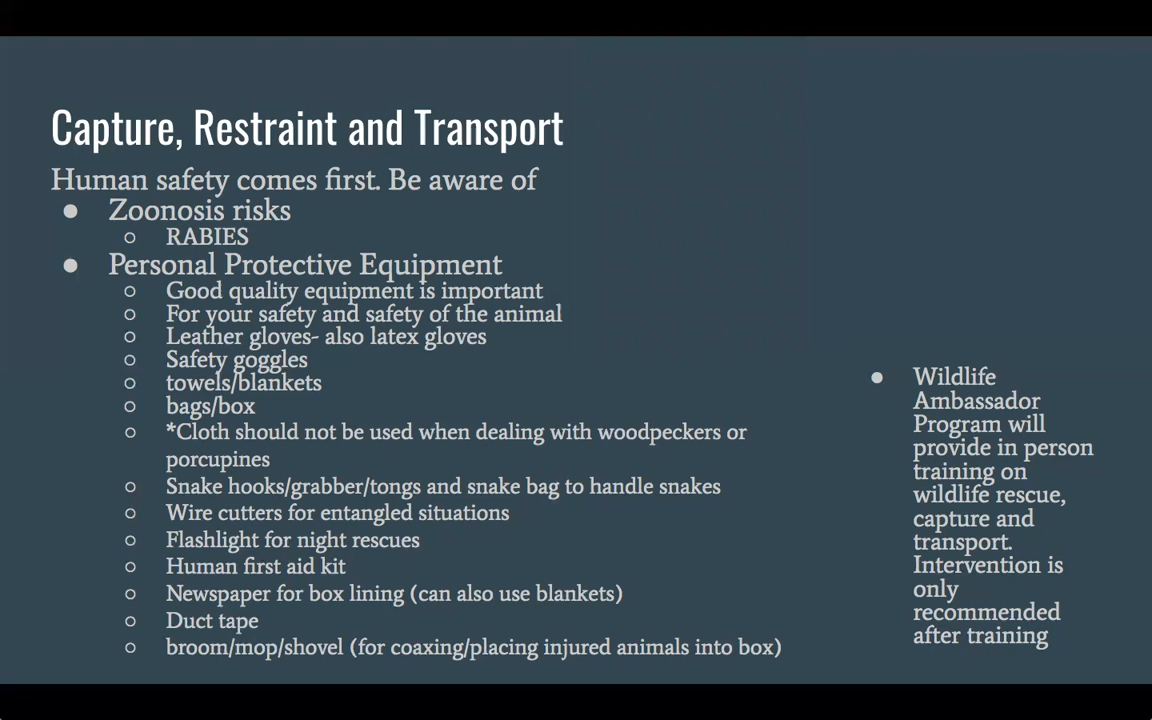 Capture, Restraint and Transport
Human safety comes first. Be aware of
● Zoonosis risks
○ RABIES
● Personal Protective Equipment
○ Good quality equipment is important
○ For your safety and safety of the animal
○ Leather gloves- also latex gloves
○ Safety goggles
○ towels/blankets
○ bags/box
○ *Cloth should not be used when dealing with woodpeckers or
porcupines
○ Snake hooks/grabber/tongs and snake bag to handle snakes
○ Wire cutters for entangled situations
○ Flashlight for night rescues
○ Human first aid kit
○ Newspaper for box lining (can also use blankets)
○ Duct tape
○ broom/mop/shovel (for coaxing/placing injured animals into box)
● Wildlife
Ambassador
Program will
provide in person
training on
wildlife rescue,
capture and
transport.
Intervention is
only
recommended
after training